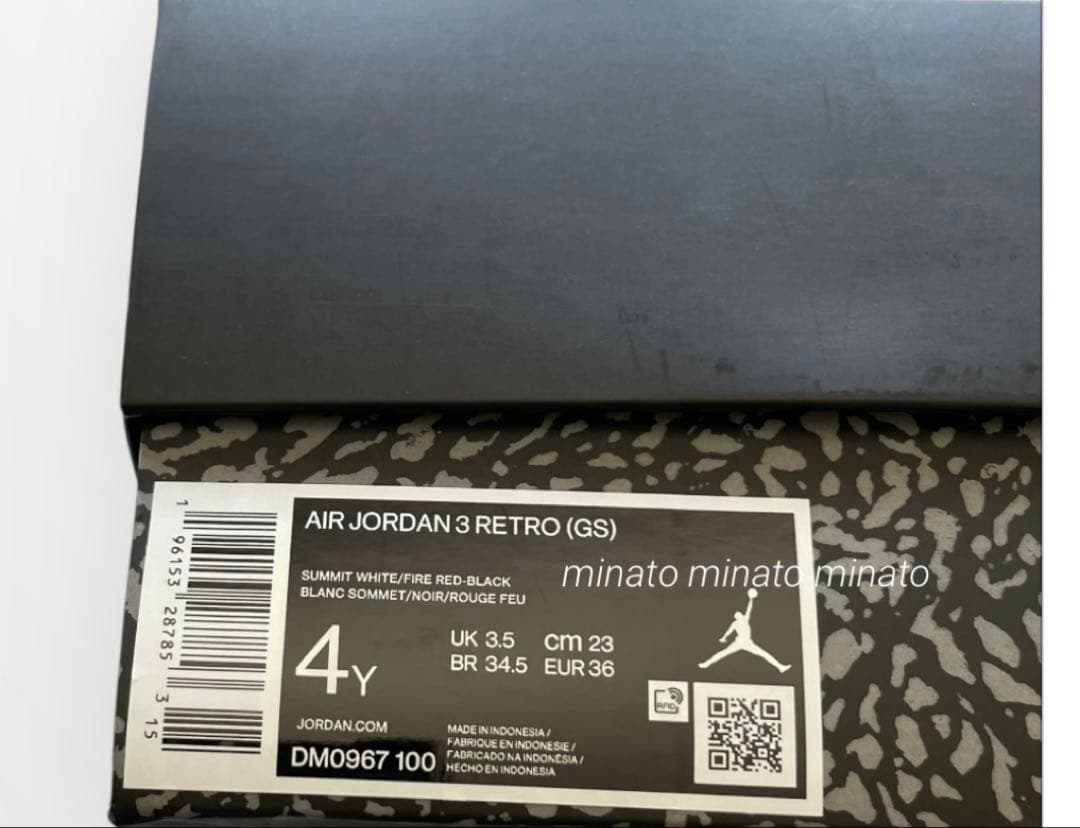 AIR JORDAN 3 RETRO (GS)
minato minato minato
SUMMIT WHITE/FIRE RED-BLACK
BLANC SOMMET/NOIR/ROUGE FEU
4Y
UK 3.5 cm 23
BR 34.5 EUR 36
RFID
JORDAN.COM
DM0967 100
MADE IN INDONESIA /
FABRIQUE EN INDONESIE /
FABRICADO NA INDONÉSIA /
HECHO EN INDONESIA
1 96153 28785 3 15